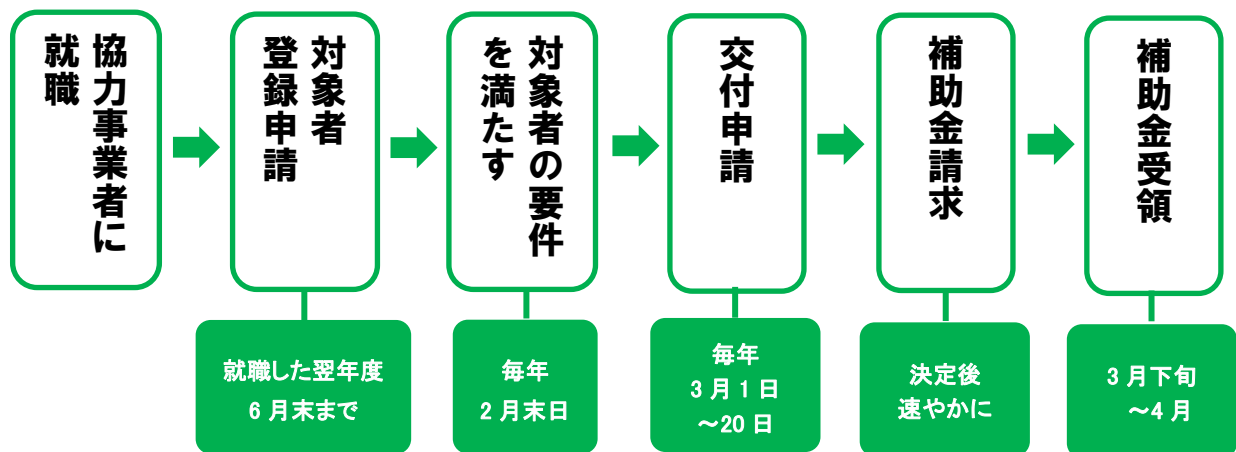 協力事業者に
就職
対象者
登録申請
対象者の要件
を満たす
交付申請
補助金請求
補助金受領
就職した翌年度
6月末まで
毎年
2月末日
毎年
3月1日
～20日
決定後
速やかに
3月下旬
～4月